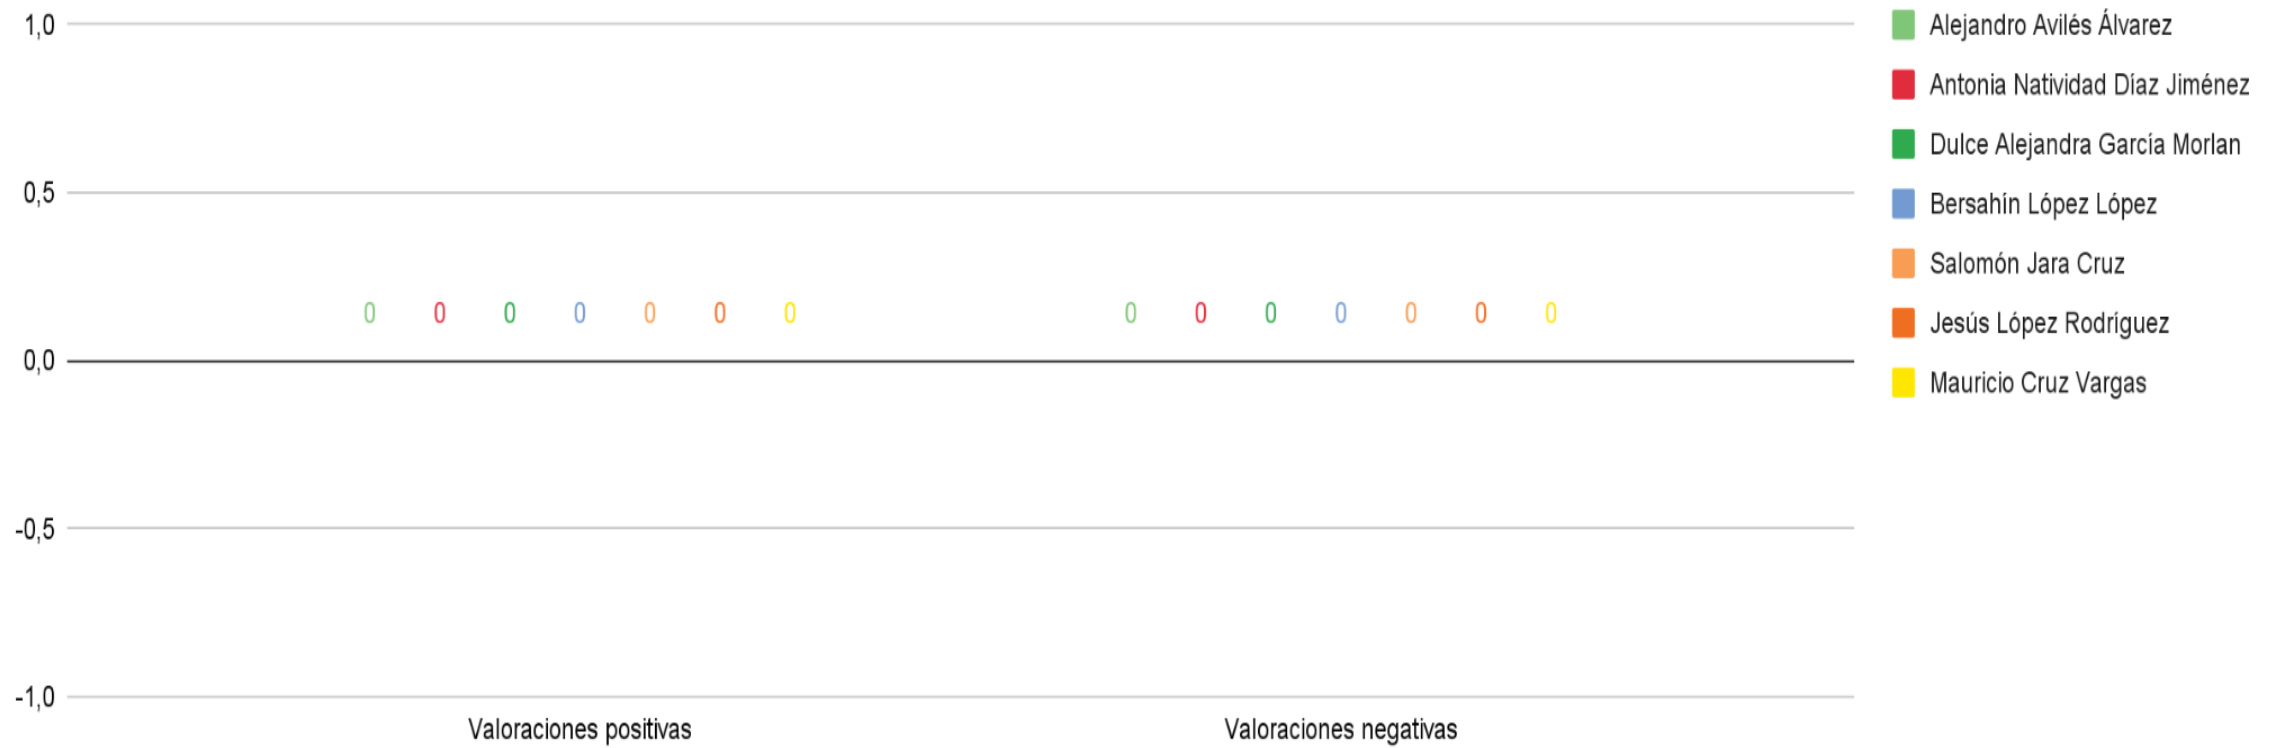 1,0
0,5
0,0
-0,5
-1,0
0 0 0 0 0 0 0
0 0 0 0 0 0 0
Valoraciones positivas
Valoraciones negativas
Alejandro Avilés Álvarez
Antonia Natividad Díaz Jiménez
Dulce Alejandra García Morlan
Bersahín López López
Salomón Jara Cruz
Jesús López Rodríguez
Mauricio Cruz Vargas